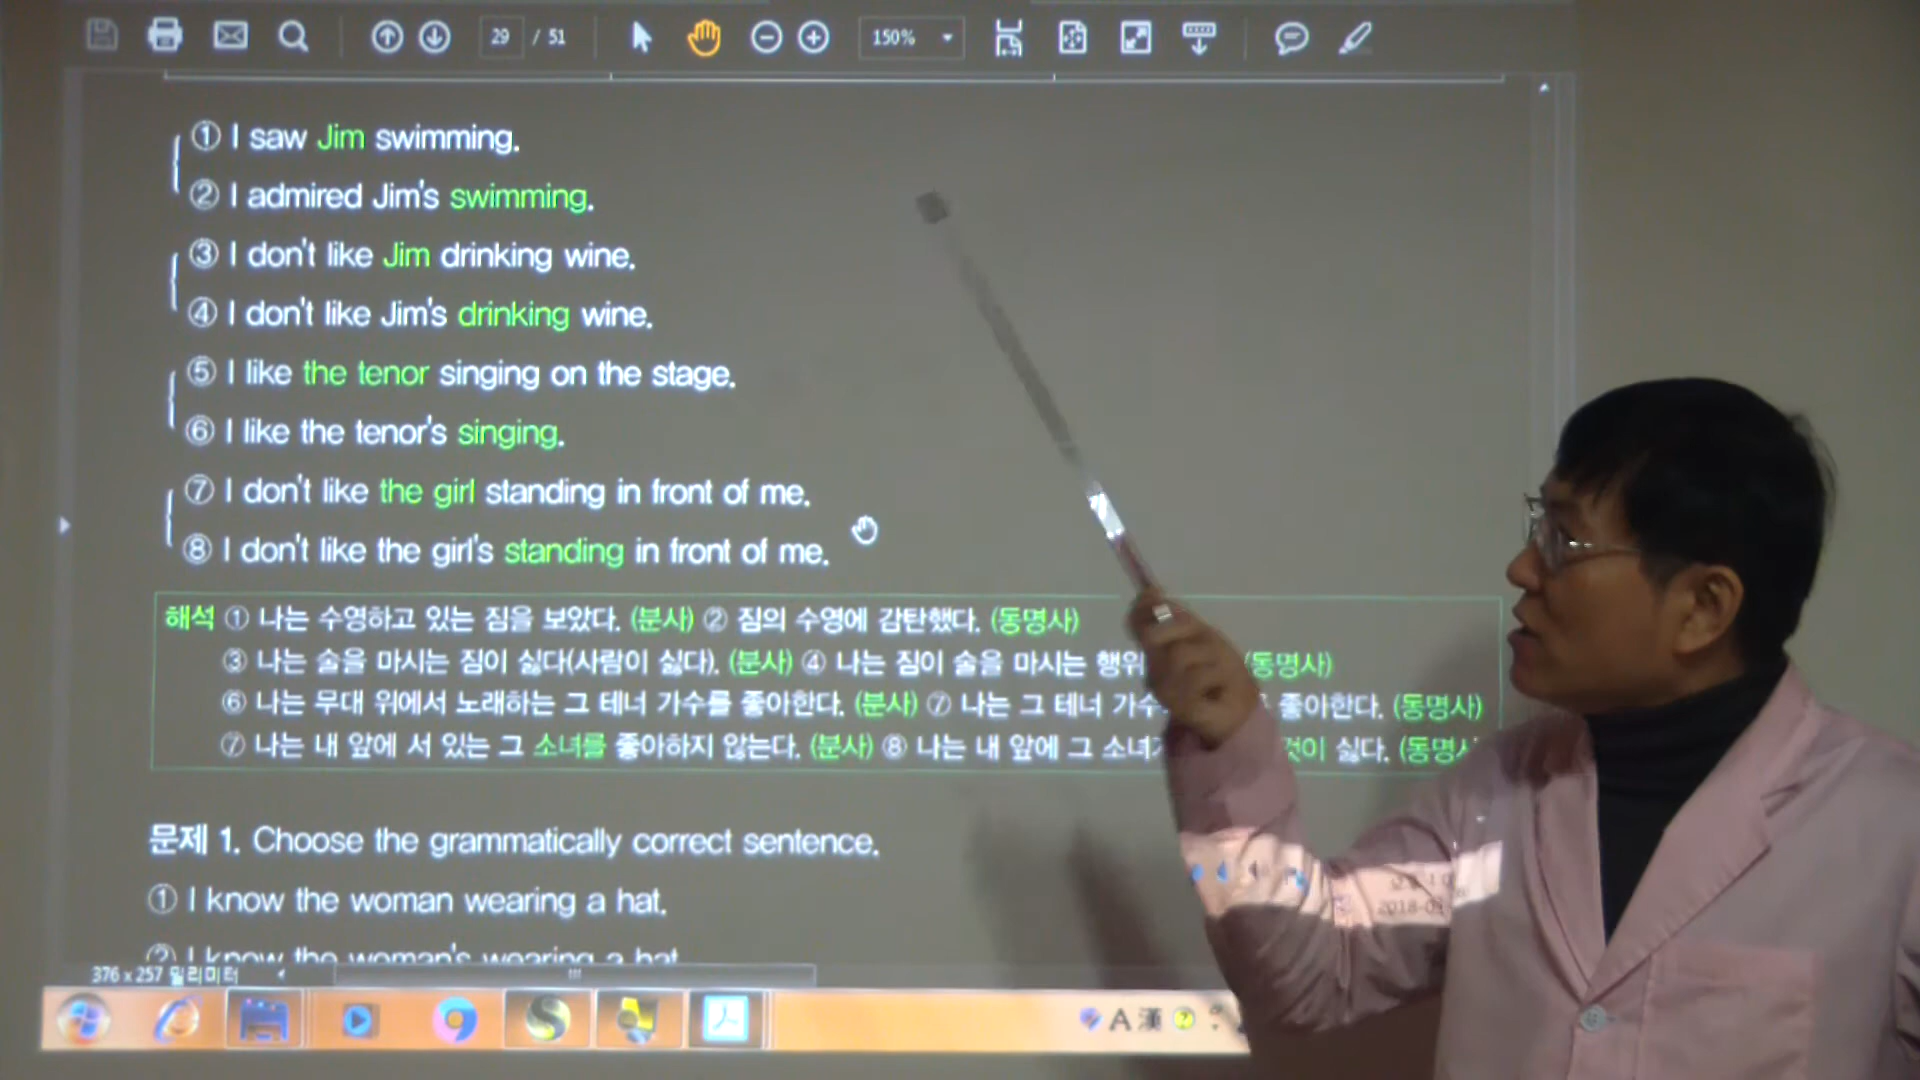 29 / 51
150%
① I saw Jim swimming.
② I admired Jim's swimming.
③ I don't like Jim drinking wine.
④ I don't like Jim's drinking wine.
⑤ I like the tenor singing on the stage.
⑥ I like the tenor's singing.
⑦ I don't like the girl standing in front of me.
⑧ I don't like the girl's standing in front of me.
해석 ① 나는 수영하고 있는 짐을 보았다. (분사) ② 짐의 수영에 감탄했다. (동명사)
③ 나는 술을 마시는 짐이 싫다(사람이 싫다). (분사) ④ 나는 짐이 술을 마시는 행위 (동명사)
⑥ 나는 무대 위에서 노래하는 그 테너 가수를 좋아한다. (분사) ⑦ 나는 그 테너 가수 좋아한다. (동명사)
⑦ 나는 내 앞에 서 있는 그 소녀를 좋아하지 않는다. (분사) ⑧ 나는 내 앞에 그 소녀가 것이 싫다. (동명사
문제 1. Choose the grammatically correct sentence.
① I know the woman wearing a hat.
② I know the woman's wearing a hat
376 x 257 밀리미터
A 漢